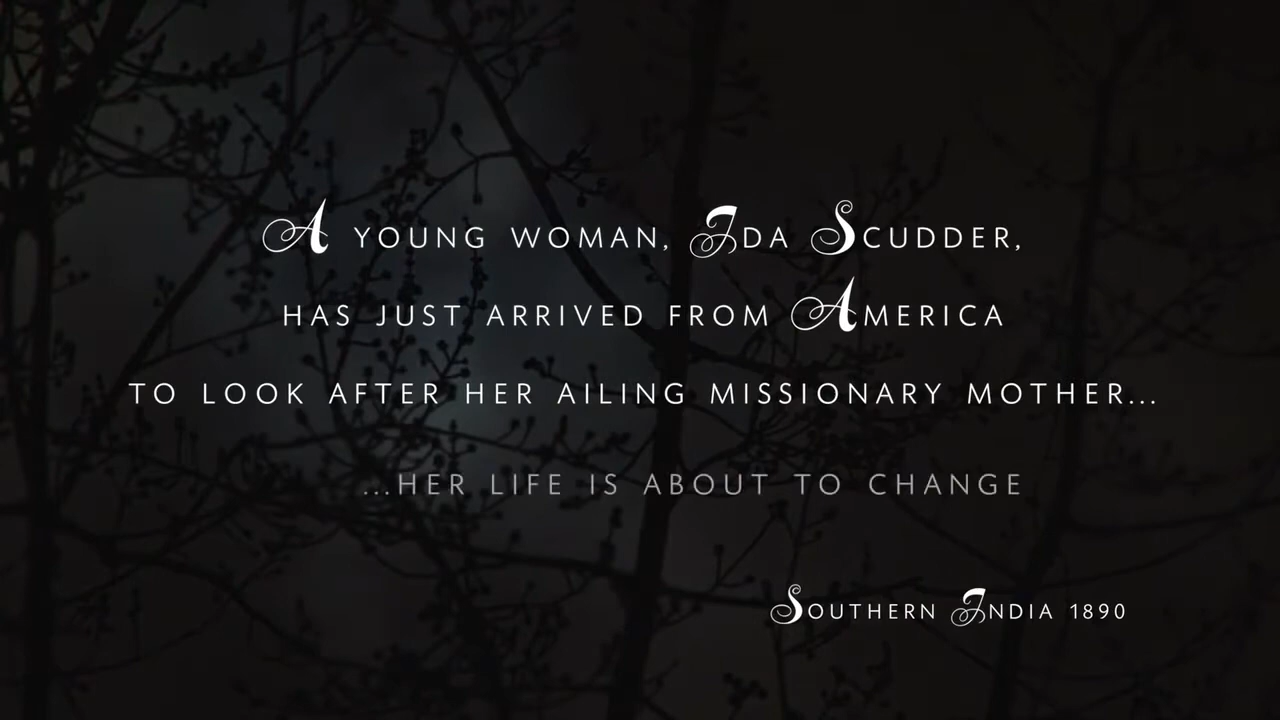 A YOUNG WOMAN, IDA SCUDDER,
HAS JUST ARRIVED FROM AMERICA
TO LOOK AFTER HER AILING MISSIONARY MOTHER...
...HER LIFE IS ABOUT TO CHANGE
SOUTHERN INDIA 1890